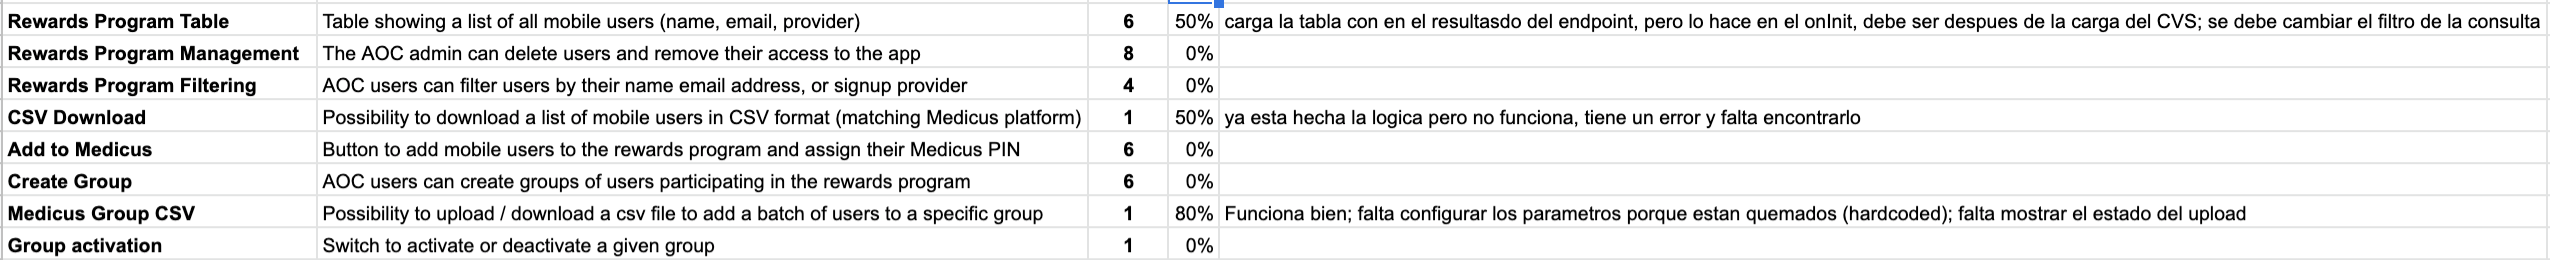 Rewards Program Table Table showing a list of all mobile users (name, email, provider) 6 50% carga la tabla con en el resultasdo del endpoint, pero lo hace en el onInit, debe ser despues de la carga del CVS; se debe cambiar el filtro de la consulta
Rewards Program Management The AOC admin can delete users and remove their access to the app 8 0%
Rewards Program Filtering AOC users can filter users by their name email address, or signup provider 4 0%
CSV Download Possibility to download a list of mobile users in CSV format (matching Medicus platform) 1 50% ya esta hecha la logica pero no funciona, tiene un error y falta encontrarlo
Add to Medicus Button to add mobile users to the rewards program and assign their Medicus PIN 6 0%
Create Group AOC users can create groups of users participating in the rewards program 6 0%
Medicus Group CSV Possibility to upload / download a csv file to add a batch of users to a specific group 1 80% Funciona bien; falta configurar los parametros porque estan quemados (hardcoded); falta mostrar el estado del upload
Group activation Switch to activate or deactivate a given group 1 0%